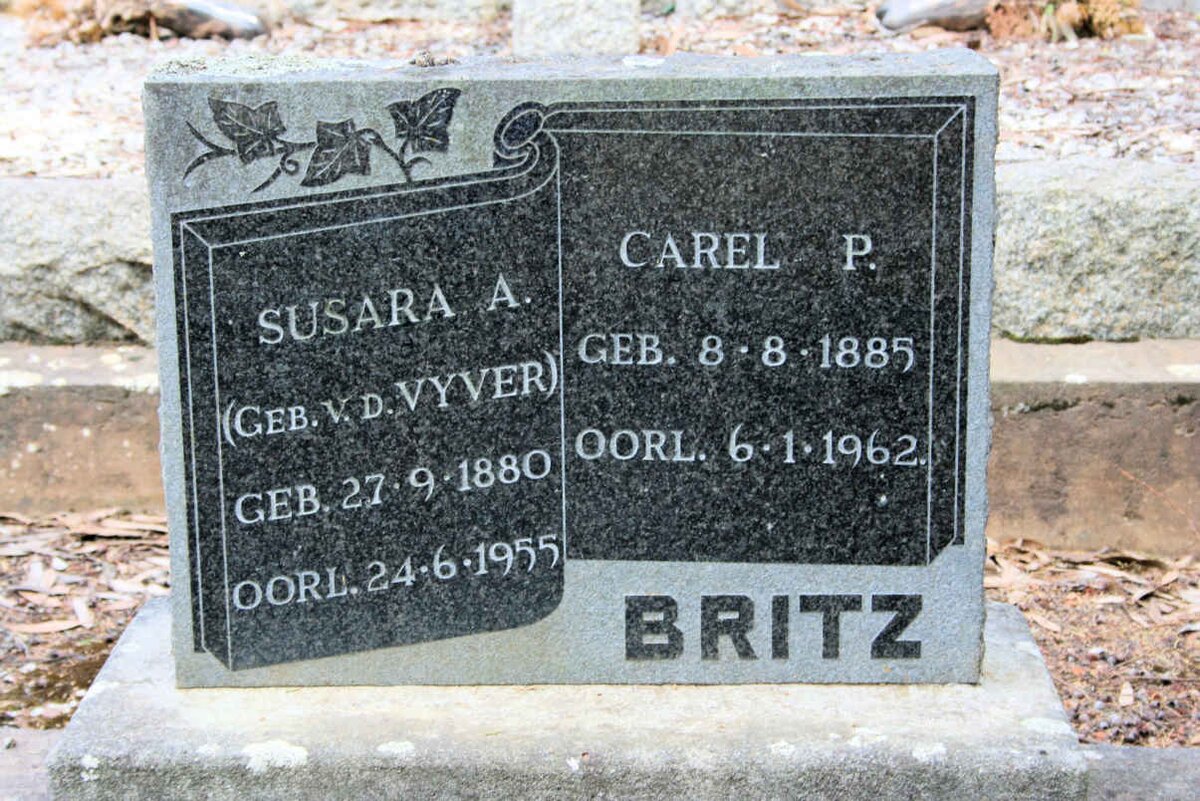 SUSARA A.
(GEB. V. D. VYVER)
GEB. 27·9·1880
OORL. 24·6·1955
CAREL P.
GEB. 8·8·1885
OORL. 6·1·1962.
BRITZ